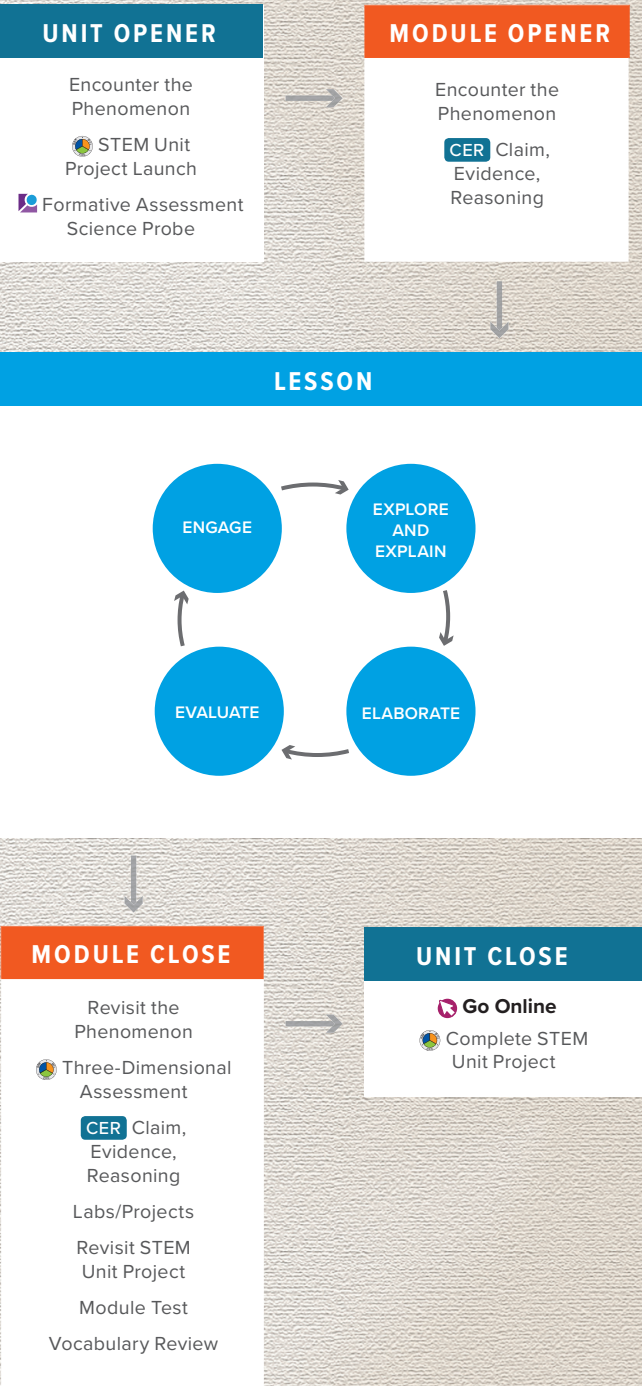 UNIT OPENER
Encounter the
Phenomenon
STEM Unit
Project Launch
Formative Assessment
Science Probe
MODULE OPENER
Encounter the
Phenomenon
CER Claim,
Evidence,
Reasoning
LESSON
ENGAGE
EXPLORE
AND
EXPLAIN
ELABORATE
EVALUATE
MODULE CLOSE
Revisit the
Phenomenon
Three-Dimensional
Assessment
CER Claim,
Evidence,
Reasoning
Labs/Projects
Revisit STEM
Unit Project
Module Test
Vocabulary Review
UNIT CLOSE
Go Online
Complete STEM
Unit Project